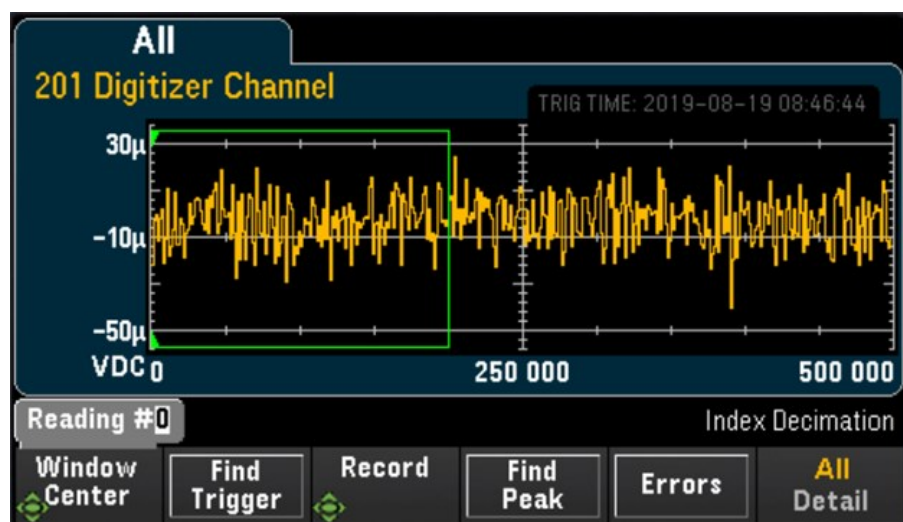 All
201 Digitizer Channel
TRIG TIME: 2019-08-19 08:46:44
30µ
-10µ
-50µ
VDC 0 250 000 500 000
Reading #0 Index Decimation
Window Center
Find Trigger
Record
Find Peak
Errors
All
Detail